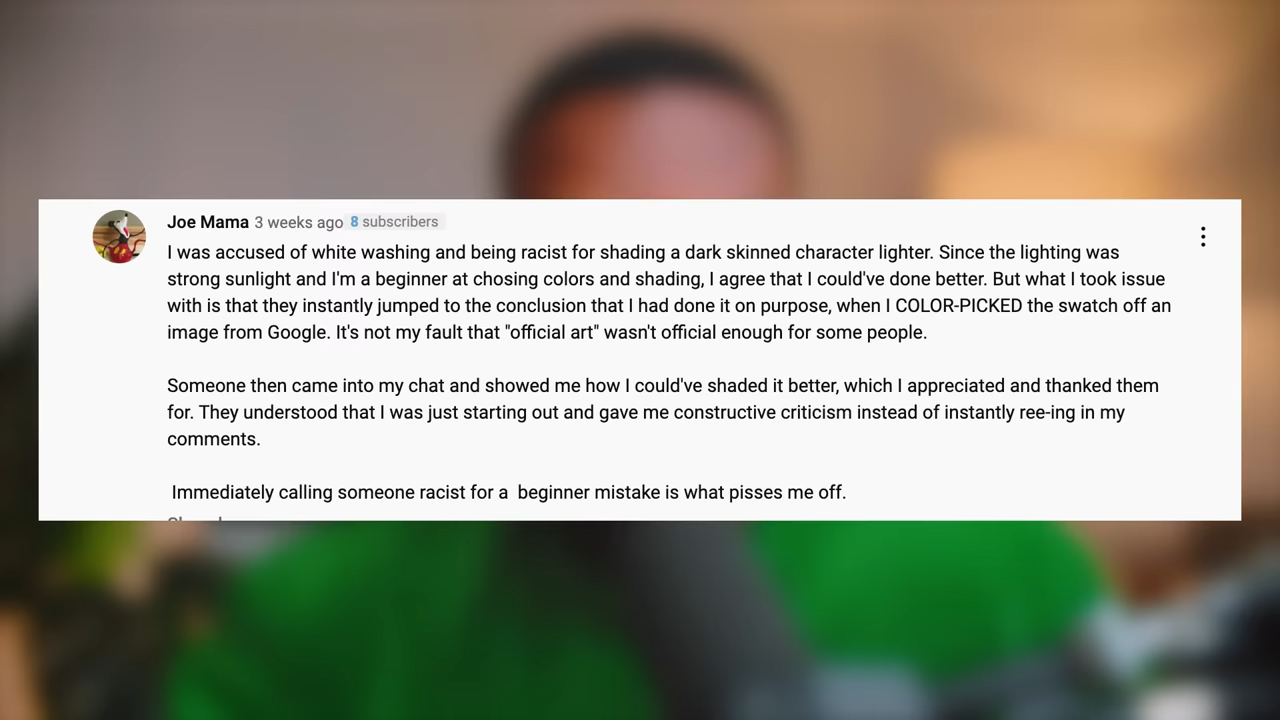 Joe Mama 3 weeks ago 8 subscribers
I was accused of white washing and being racist for shading a dark skinned character lighter. Since the lighting was
strong sunlight and I'm a beginner at chosing colors and shading, I agree that I could've done better. But what I took issue
with is that they instantly jumped to the conclusion that I had done it on purpose, when I COLOR-PICKED the swatch off an
image from Google. It's not my fault that "official art" wasn't official enough for some people.
Someone then came into my chat and showed me how I could've shaded it better, which I appreciated and thanked them
for. They understood that I was just starting out and gave me constructive criticism instead of instantly ree-ing in my
comments.
Immediately calling someone racist for a  beginner mistake is what pisses me off.